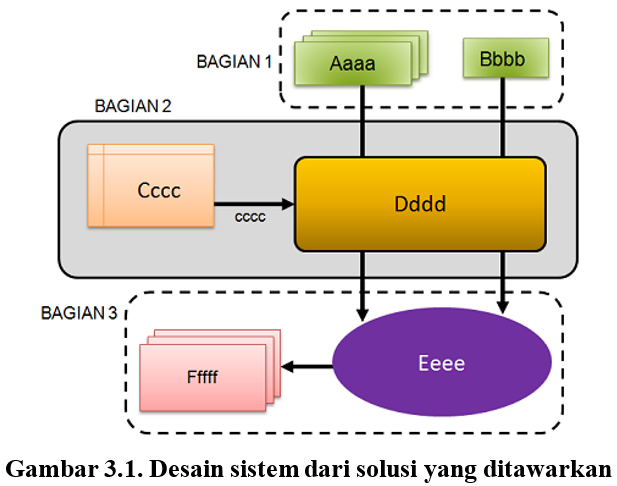 BAGIAN 1
Aaaa
Bbbb
BAGIAN 2
Cccc
cccc
Dddd
BAGIAN 3
Fffff
Eeee
Gambar 3.1. Desain sistem dari solusi yang ditawarkan